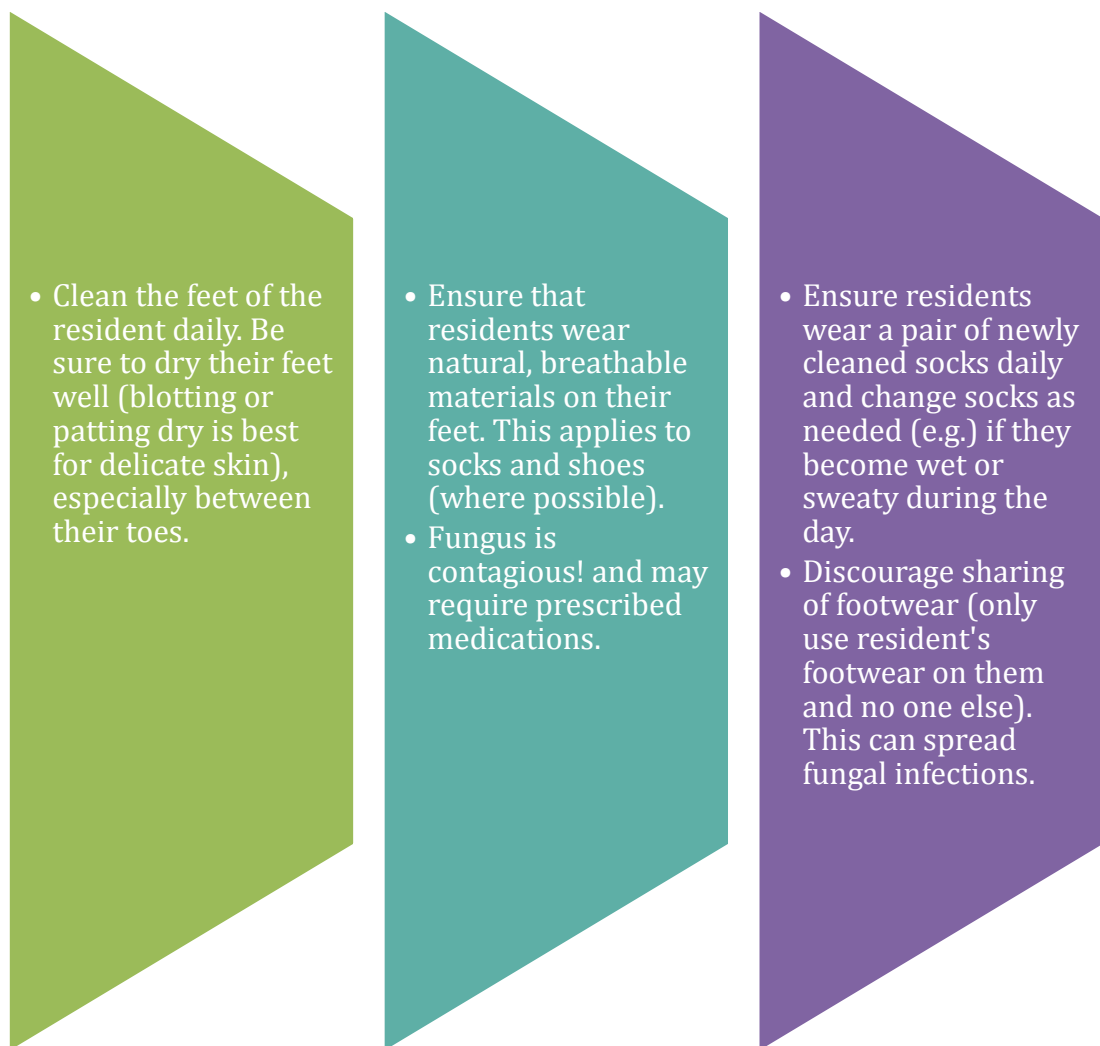 • Clean the feet of the
resident daily. Be
sure to dry their feet
well (blotting or
patting dry is best
for delicate skin),
especially between
their toes.
• Ensure that
residents wear
natural, breathable
materials on their
feet. This applies to
socks and shoes
(where possible).
• Fungus is
contagious! and may
require prescribed
medications.
• Ensure residents
wear a pair of newly
cleaned socks daily
and change socks as
needed (e.g.) if they
become wet or
sweaty during the
day.
• Discourage sharing
of footwear (only
use resident's
footwear on them
and no one else).
This can spread
fungal infections.